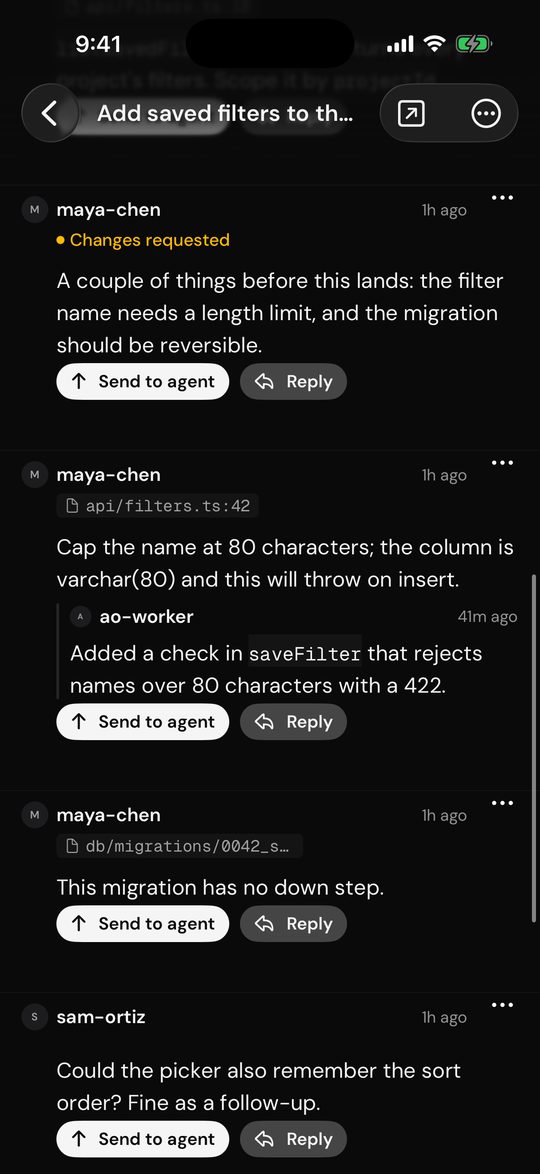 9:41
project's filters. Scope it by projectId
Add saved filters to th...
M maya-chen 1h ago
Changes requested
A couple of things before this lands: the filter
name needs a length limit, and the migration
should be reversible.
Send to agent Reply
M maya-chen 1h ago
api/filters.ts:42
Cap the name at 80 characters; the column is
varchar(80) and this will throw on insert.
A ao-worker 41m ago
Added a check in saveFilter that rejects
names over 80 characters with a 422.
Send to agent Reply
M maya-chen 1h ago
db/migrations/0042_s…
This migration has no down step.
Send to agent Reply
S sam-ortiz 1h ago
Could the picker also remember the sort
order? Fine as a follow-up.
Send to agent Reply